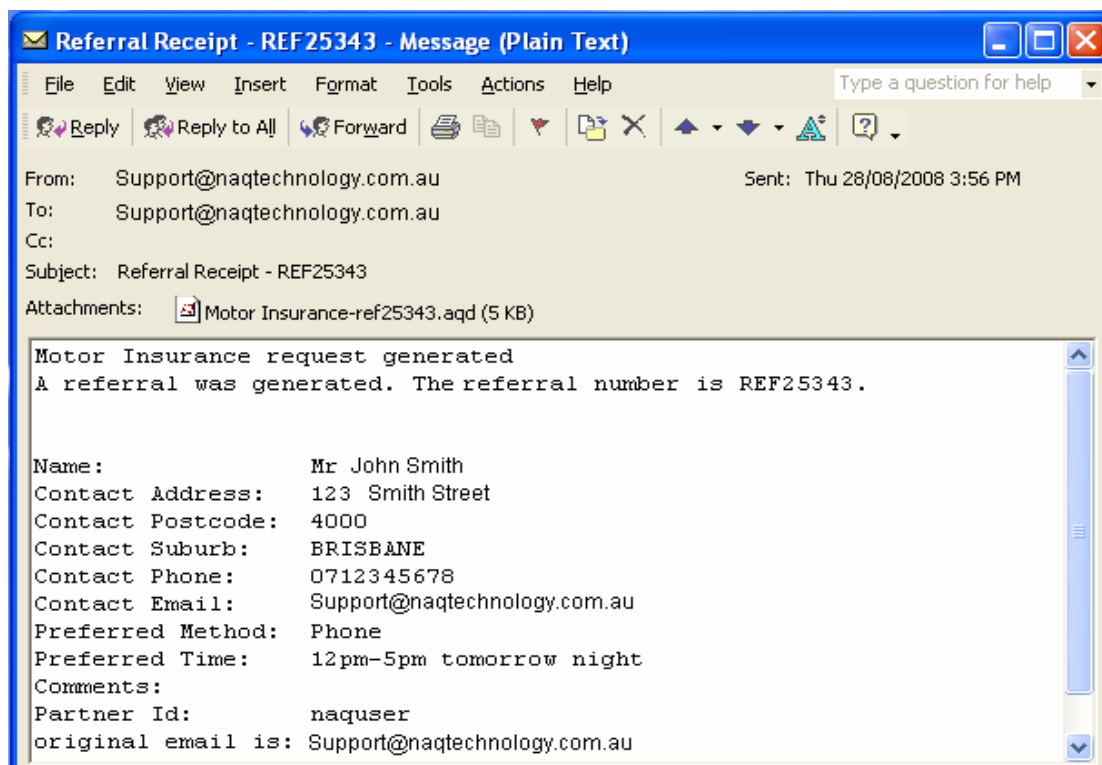 Referral Receipt - REF25343 - Message (Plain Text)
File Edit View Insert Format Tools Actions Help Type a question for help
Reply Reply to All Forward
From: Support@naqtechnology.com.au Sent: Thu 28/08/2008 3:56 PM
To: Support@naqtechnology.com.au
Cc:
Subject: Referral Receipt - REF25343
Attachments: Motor Insurance-ref25343.aqd (5 KB)
Motor Insurance request generated
A referral was generated. The referral number is REF25343.
Name: Mr John Smith
Contact Address: 123 Smith Street
Contact Postcode: 4000
Contact Suburb: BRISBANE
Contact Phone: 0712345678
Contact Email: Support@naqtechnology.com.au
Preferred Method: Phone
Preferred Time: 12pm-5pm tomorrow night
Comments:
Partner Id: naquser
original email is: Support@naqtechnology.com.au